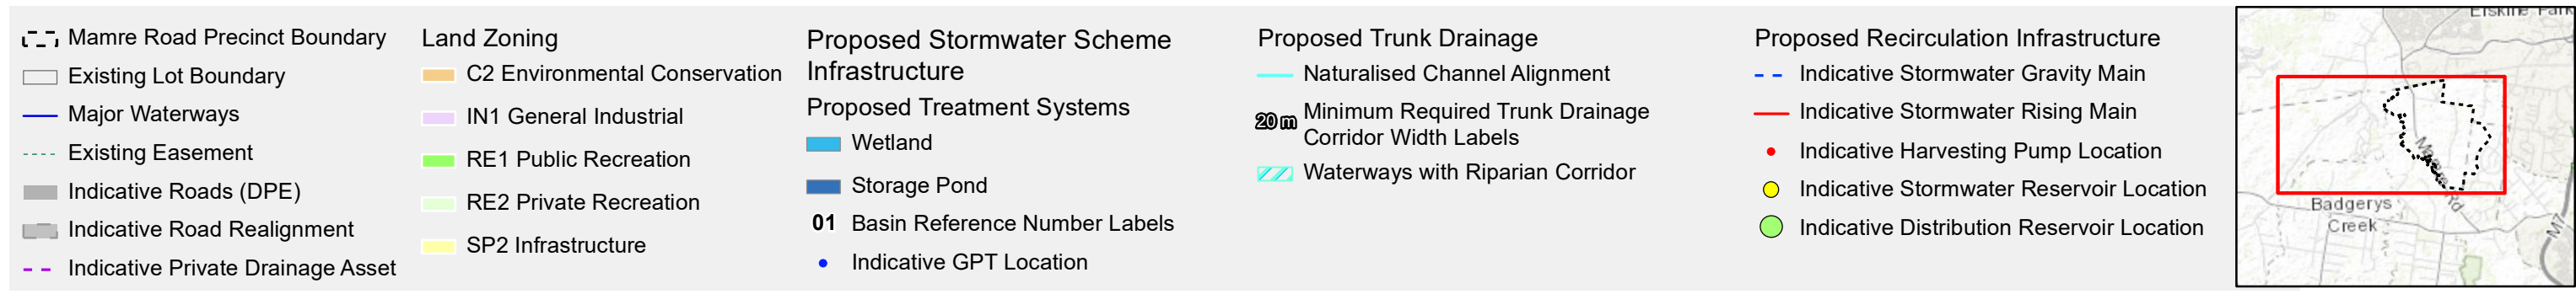 Mamre Road Precinct Boundary
Existing Lot Boundary
Major Waterways
Existing Easement
Indicative Roads (DPE)
Indicative Road Realignment
Indicative Private Drainage Asset
Land Zoning
C2 Environmental Conservation
IN1 General Industrial
RE1 Public Recreation
RE2 Private Recreation
SP2 Infrastructure
Proposed Stormwater Scheme
Infrastructure
Proposed Treatment Systems
Wetland
Storage Pond
01 Basin Reference Number Labels
Indicative GPT Location
Proposed Trunk Drainage
Naturalised Channel Alignment
20 m Minimum Required Trunk Drainage
Corridor Width Labels
Waterways with Riparian Corridor
Proposed Recirculation Infrastructure
Indicative Stormwater Gravity Main
Indicative Stormwater Rising Main
Indicative Harvesting Pump Location
Indicative Stormwater Reservoir Location
Indicative Distribution Reservoir Location
Erskine Park
Mamre Rd
Badgerys
Creek
M7